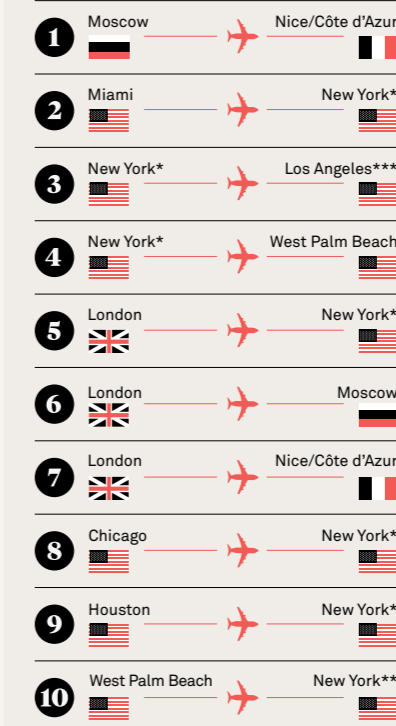 1 Moscow Nice/Côte d'Azur
2 Miami New York*
3 New York* Los Angeles***
4 New York* West Palm Beach
5 London New York*
6 London Moscow
7 London Nice/Côte d'Azur
8 Chicago New York*
9 Houston New York*
10 West Palm Beach New York**